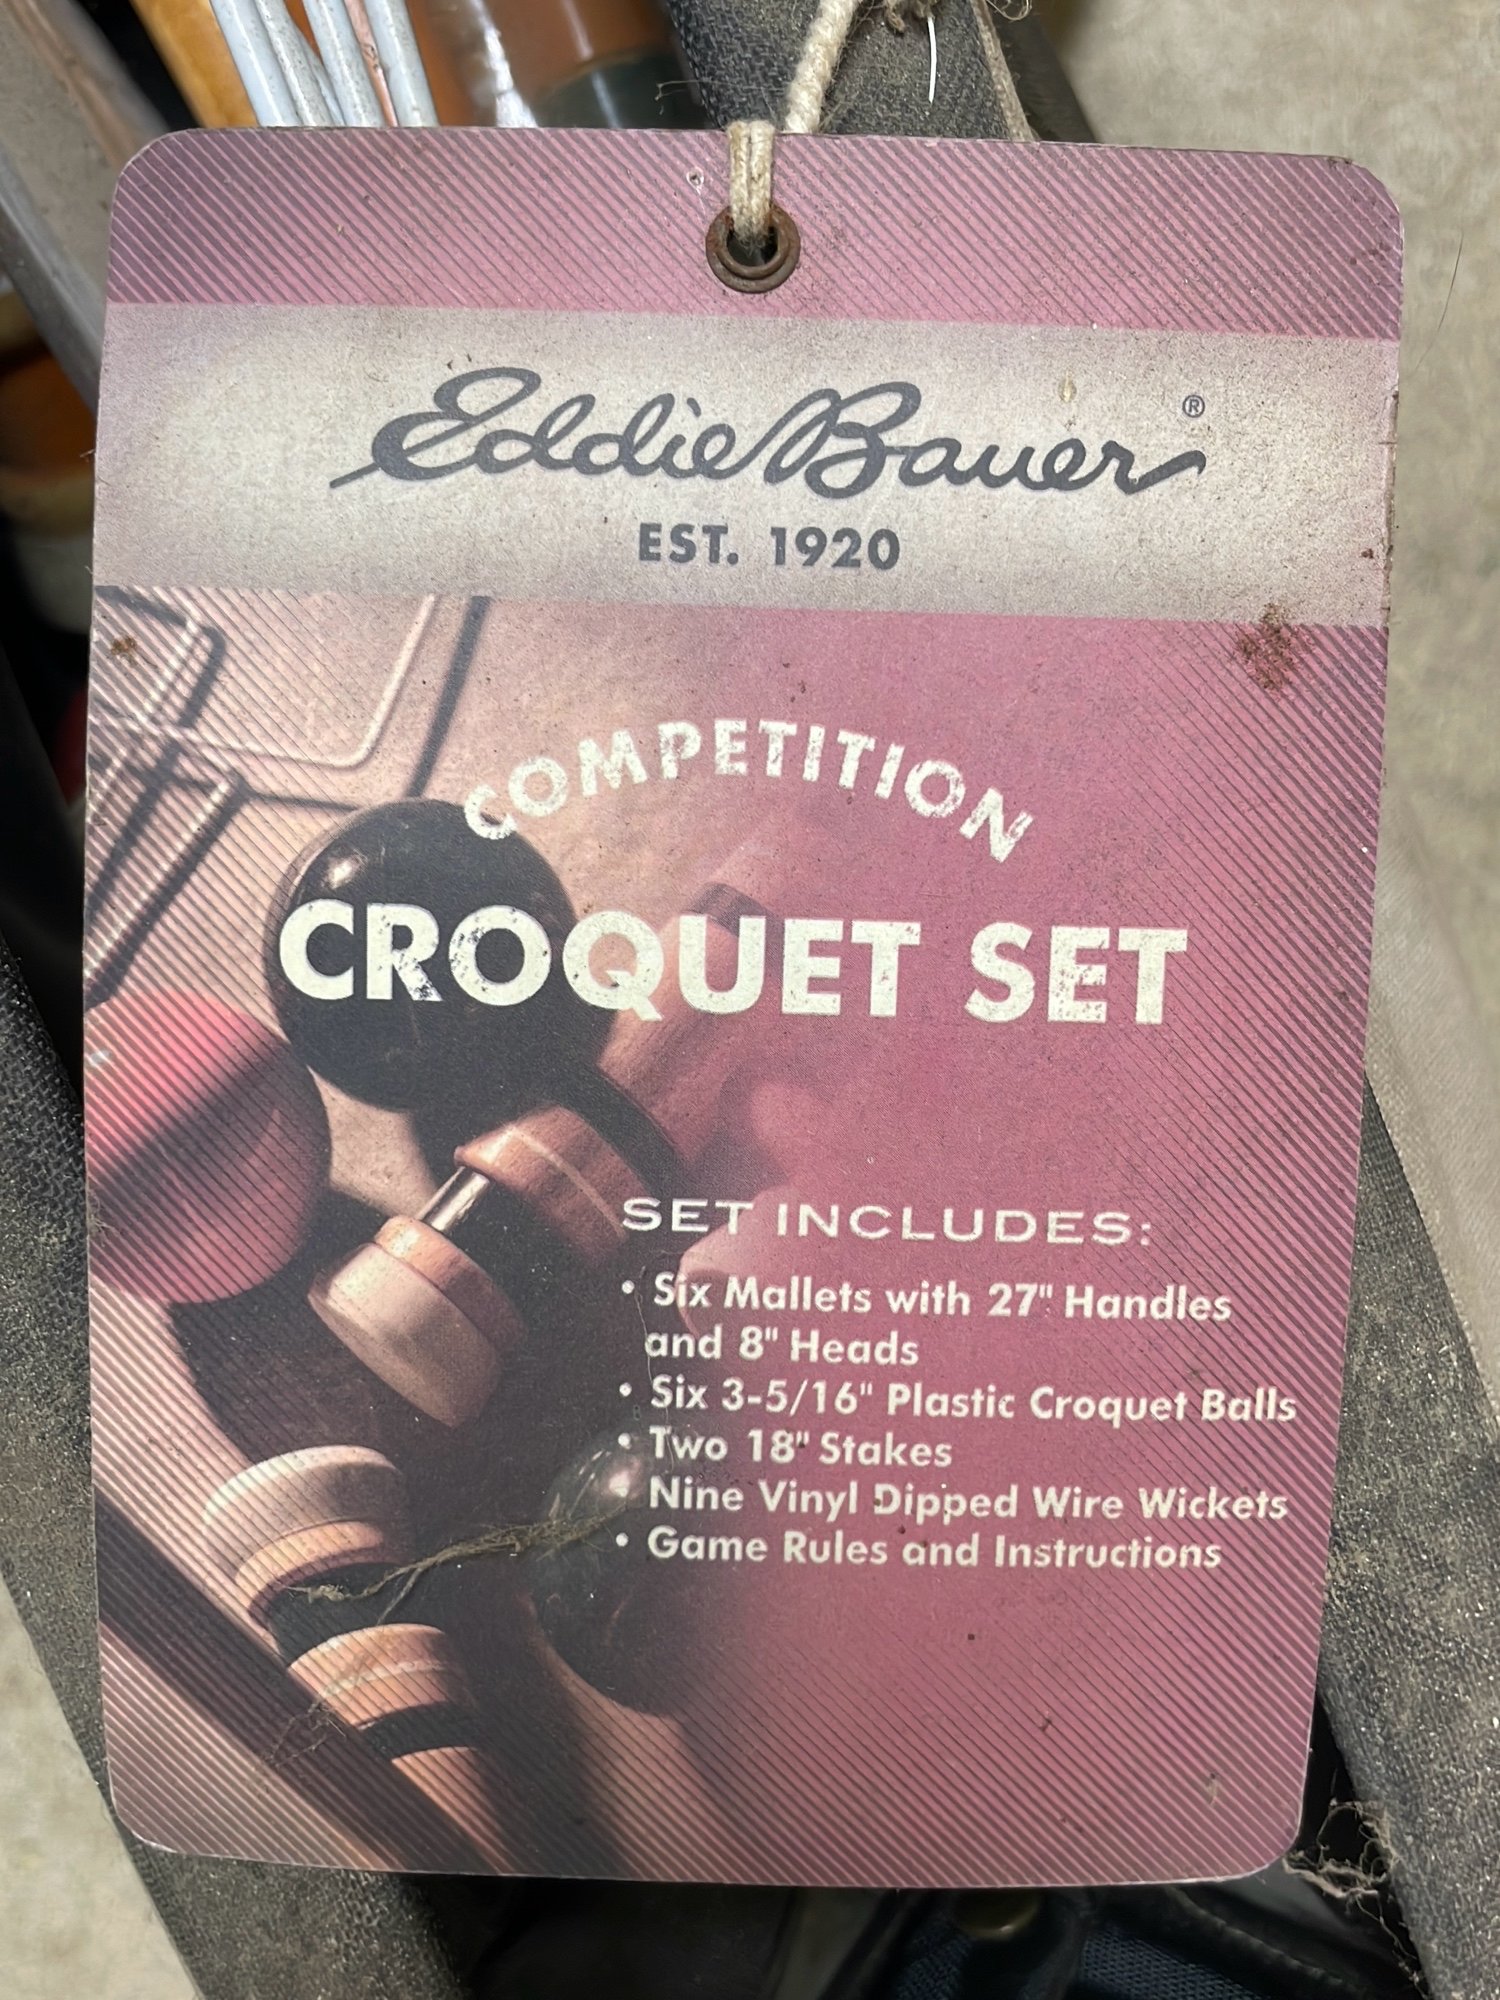 Eddie Bauer ®
EST. 1920
COMPETITION
CROQUET SET
SET INCLUDES:
• Six Mallets with 27" Handles
and 8" Heads
• Six 3-5/16" Plastic Croquet Balls
• Two 18" Stakes
• Nine Vinyl Dipped Wire Wickets
• Game Rules and Instructions